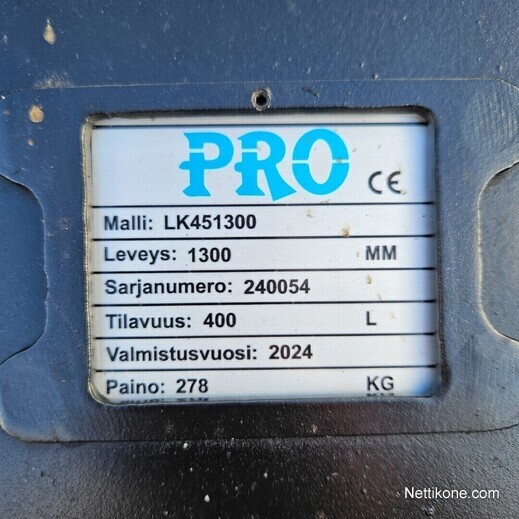 PRO
CE
Malli: LK451300
Leveys: 1300 MM
Sarjanumero: 240054
Tilavuus: 400 L
Valmistusvuosi: 2024
Paino: 278 KG
Nettikone.com